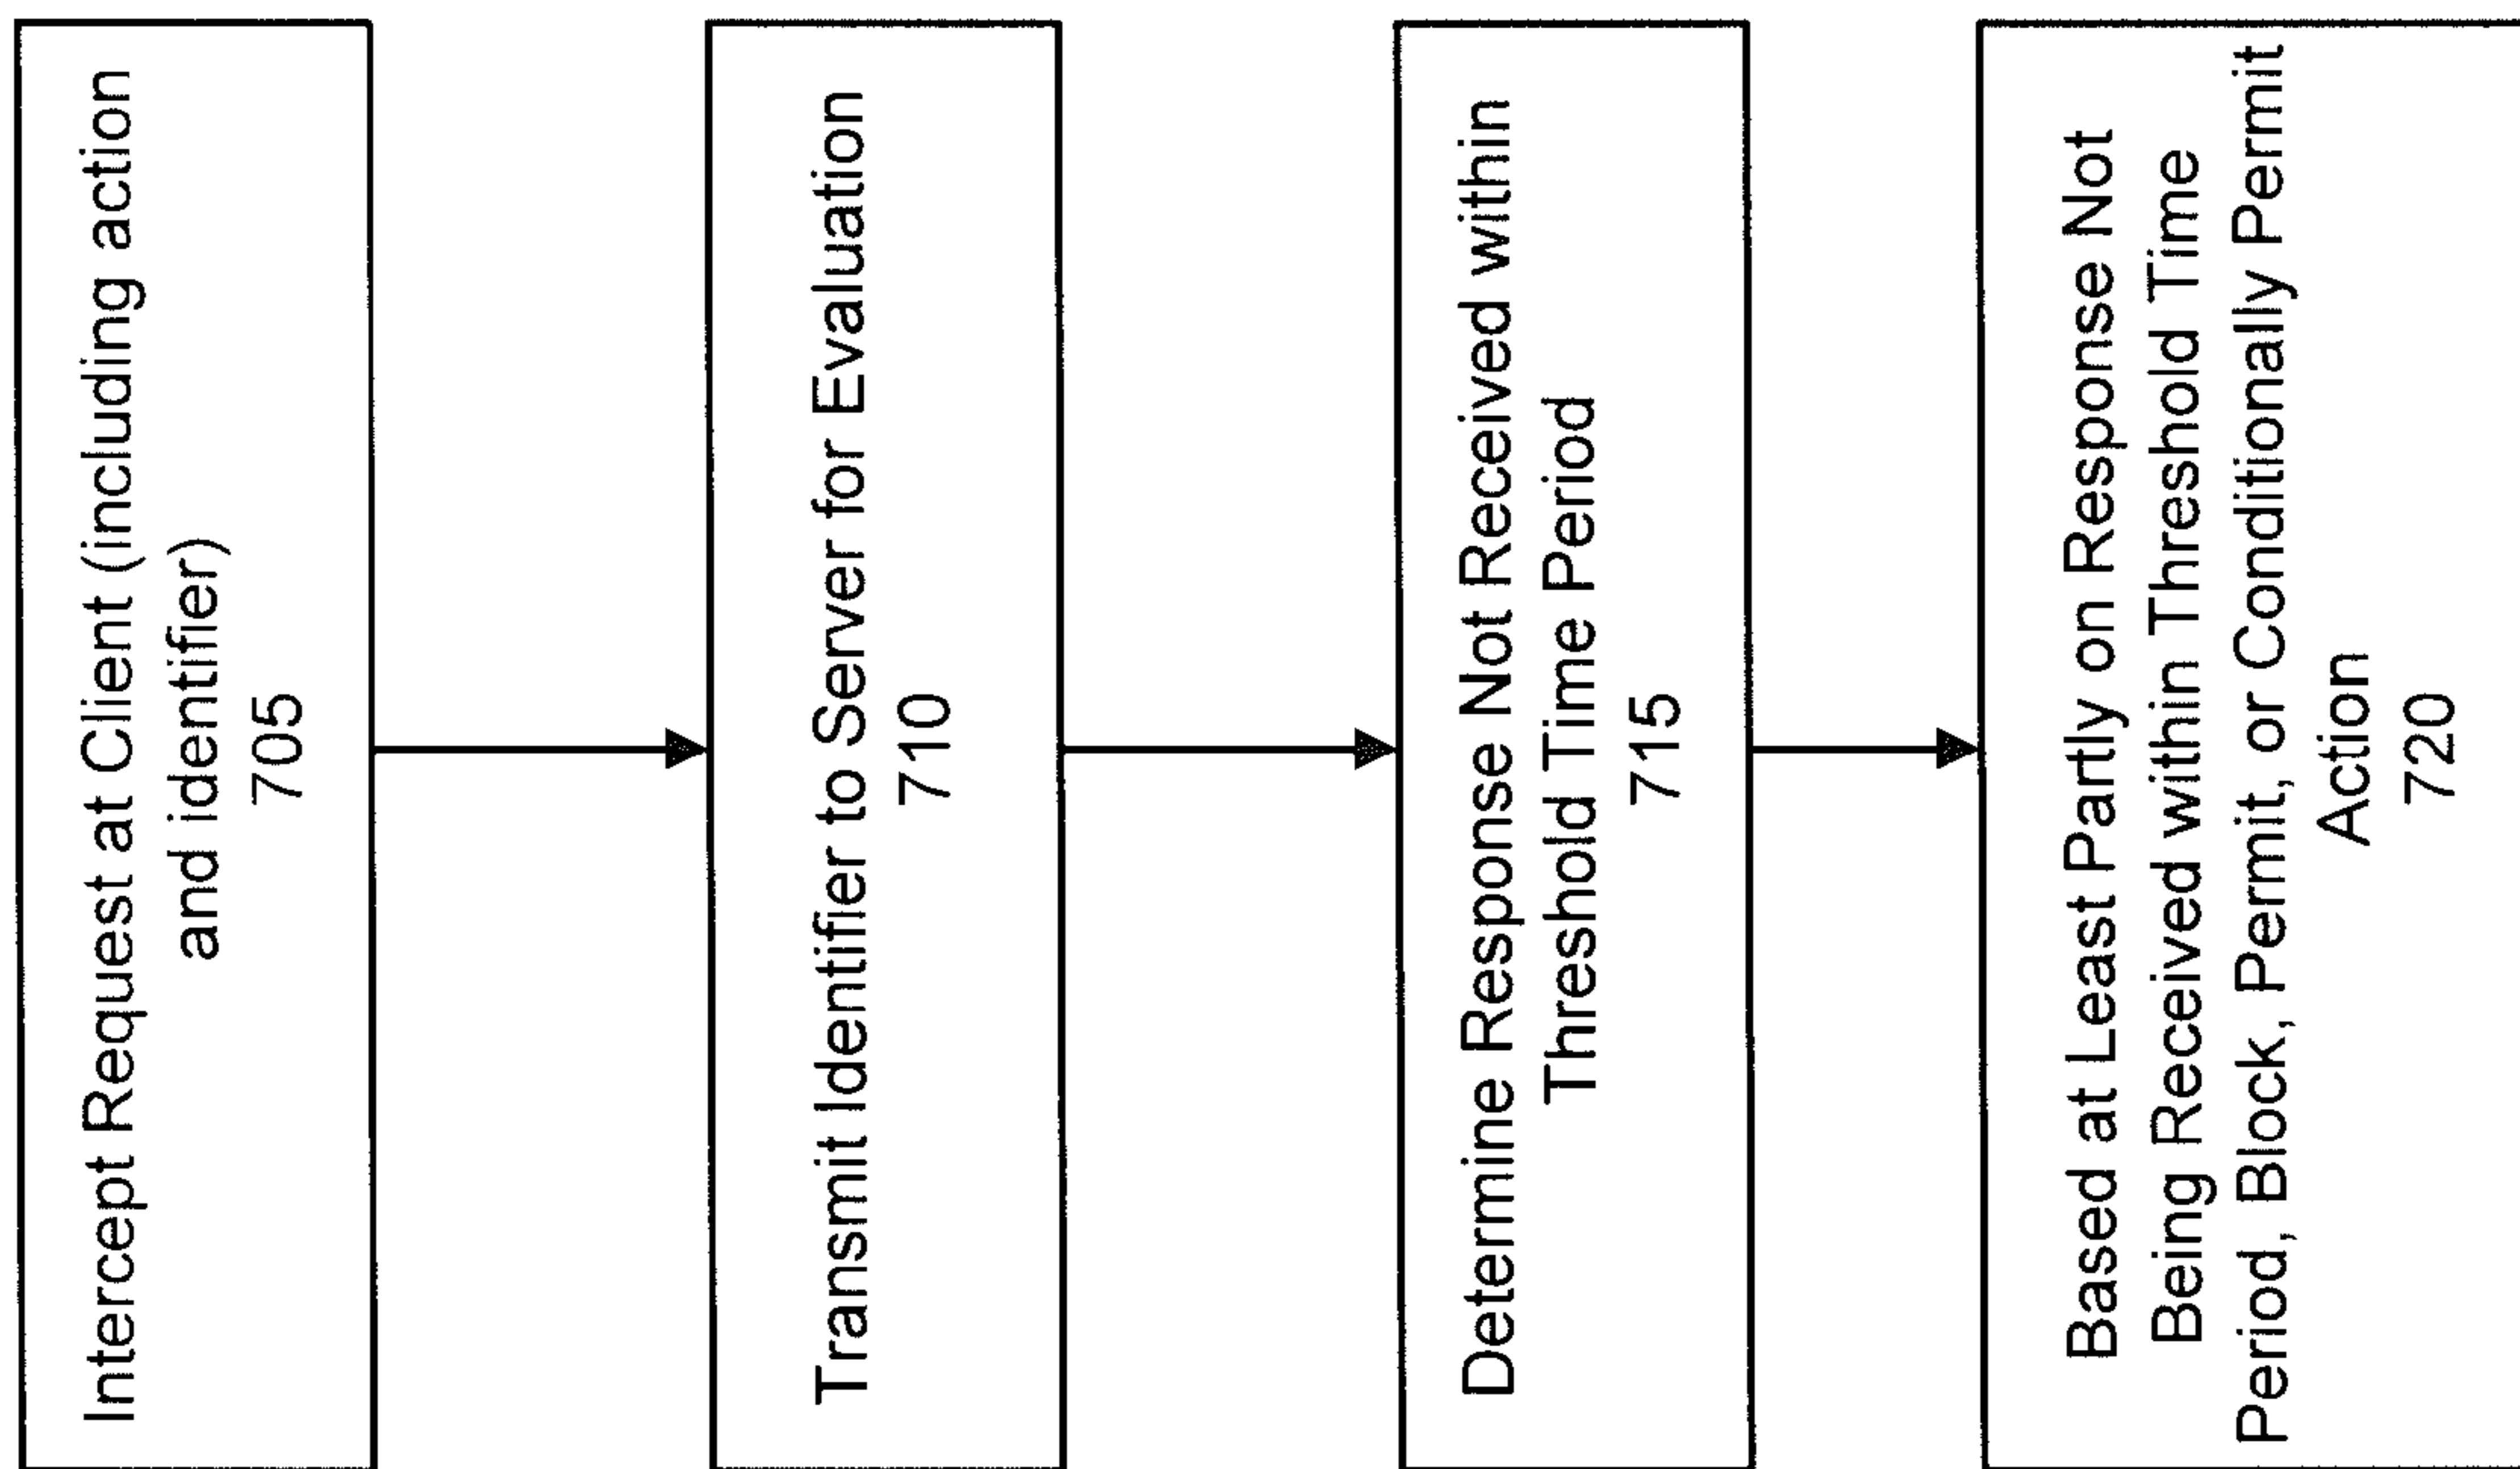 Intercept Request at Client (including action
and identifier)
705
Transmit Identifier to Server for Evaluation
710
Determine Response Not Received within
Threshold Time Period
715
Based at Least Partly on Response Not
Being Received within Threshold Time
Period, Block, Permit, or Conditionally Permit
Action
720